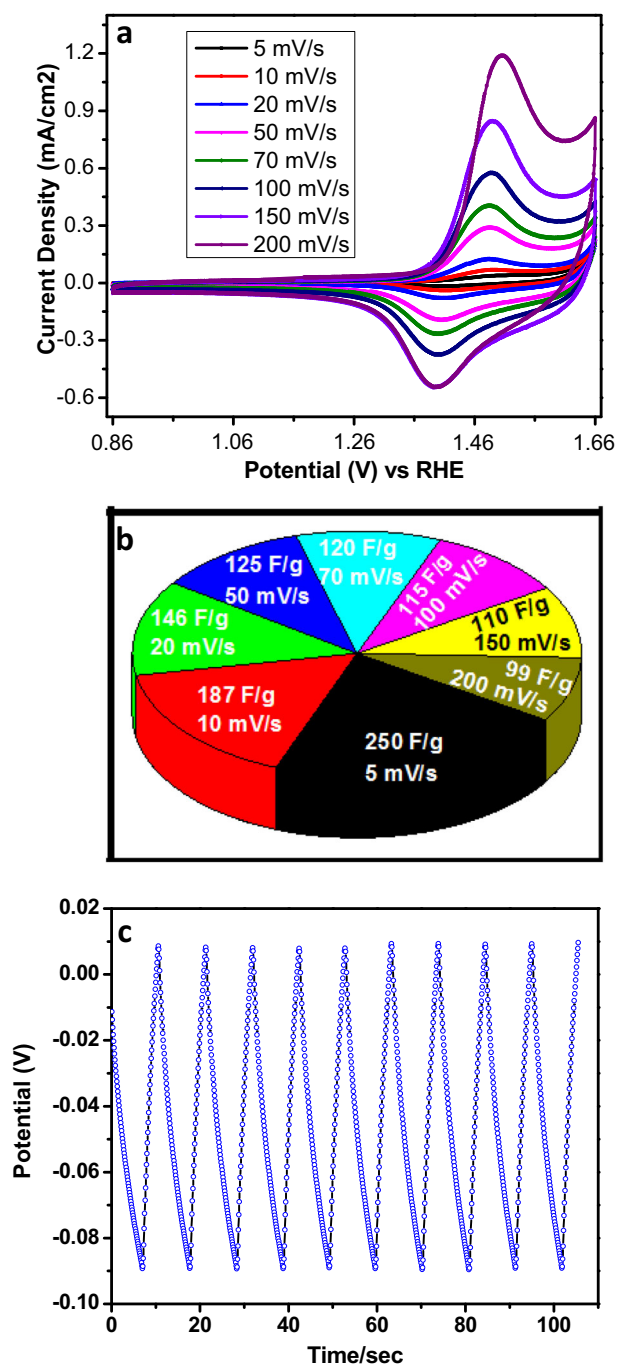 a
5 mV/s
10 mV/s
20 mV/s
50 mV/s
70 mV/s
100 mV/s
150 mV/s
200 mV/s
Current Density (mA/cm2)
1.2
0.9
0.6
0.3
0.0
-0.3
-0.6
0.86
1.06
1.26
1.46
1.66
Potential (V) vs RHE
b
125 F/g
50 mV/s
120 F/g
70 mV/s
115 F/g
100 mV/s
146 F/g
20 mV/s
110 F/g
150 mV/s
99 F/g
200 mV/s
187 F/g
10 mV/s
250 F/g
5 mV/s
c
Potential (V)
0.02
0.00
-0.02
-0.04
-0.06
-0.08
-0.10
0
20
40
60
80
100
Time/sec